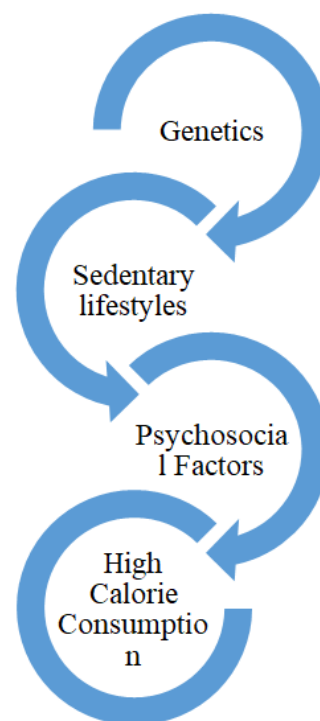 Genetics
Sedentary
lifestyles
Psychosocia
l Factors
High
Calorie
Consumptio
n